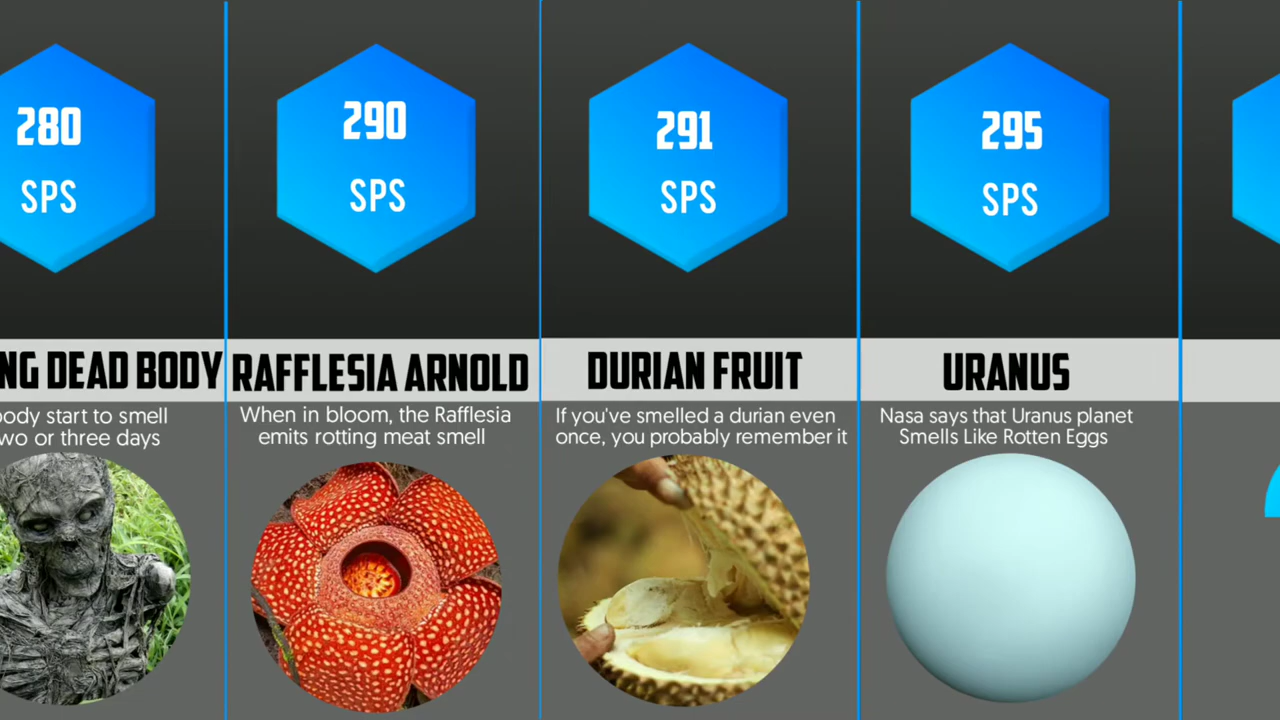 280
SPS
NG DEAD BODY
body start to smell
two or three days
290
SPS
RAFFLESIA ARNOLD
When in bloom, the Rafflesia
emits rotting meat smell
291
SPS
DURIAN FRUIT
If you've smelled a durian even
once, you probably remember it
295
SPS
URANUS
Nasa says that Uranus planet
Smells Like Rotten Eggs